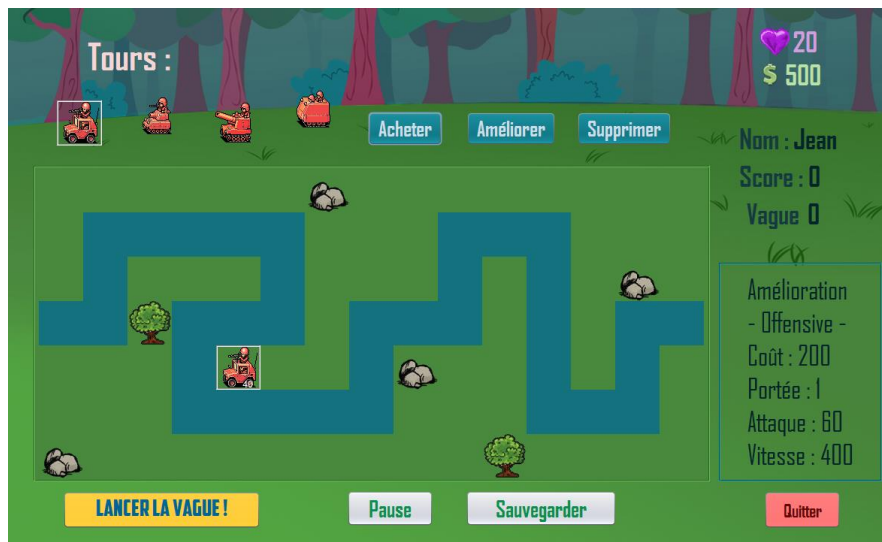 Tours :
20
$ 500
Acheter
Améliorer
Supprimer
Nom : Jean
Score : 0
Vague 0
Amélioration
- Offensive -
Coût : 200
Portée : 1
Attaque : 60
Vitesse : 400
LANCER LA VAGUE !
Pause
Sauvegarder
Quitter